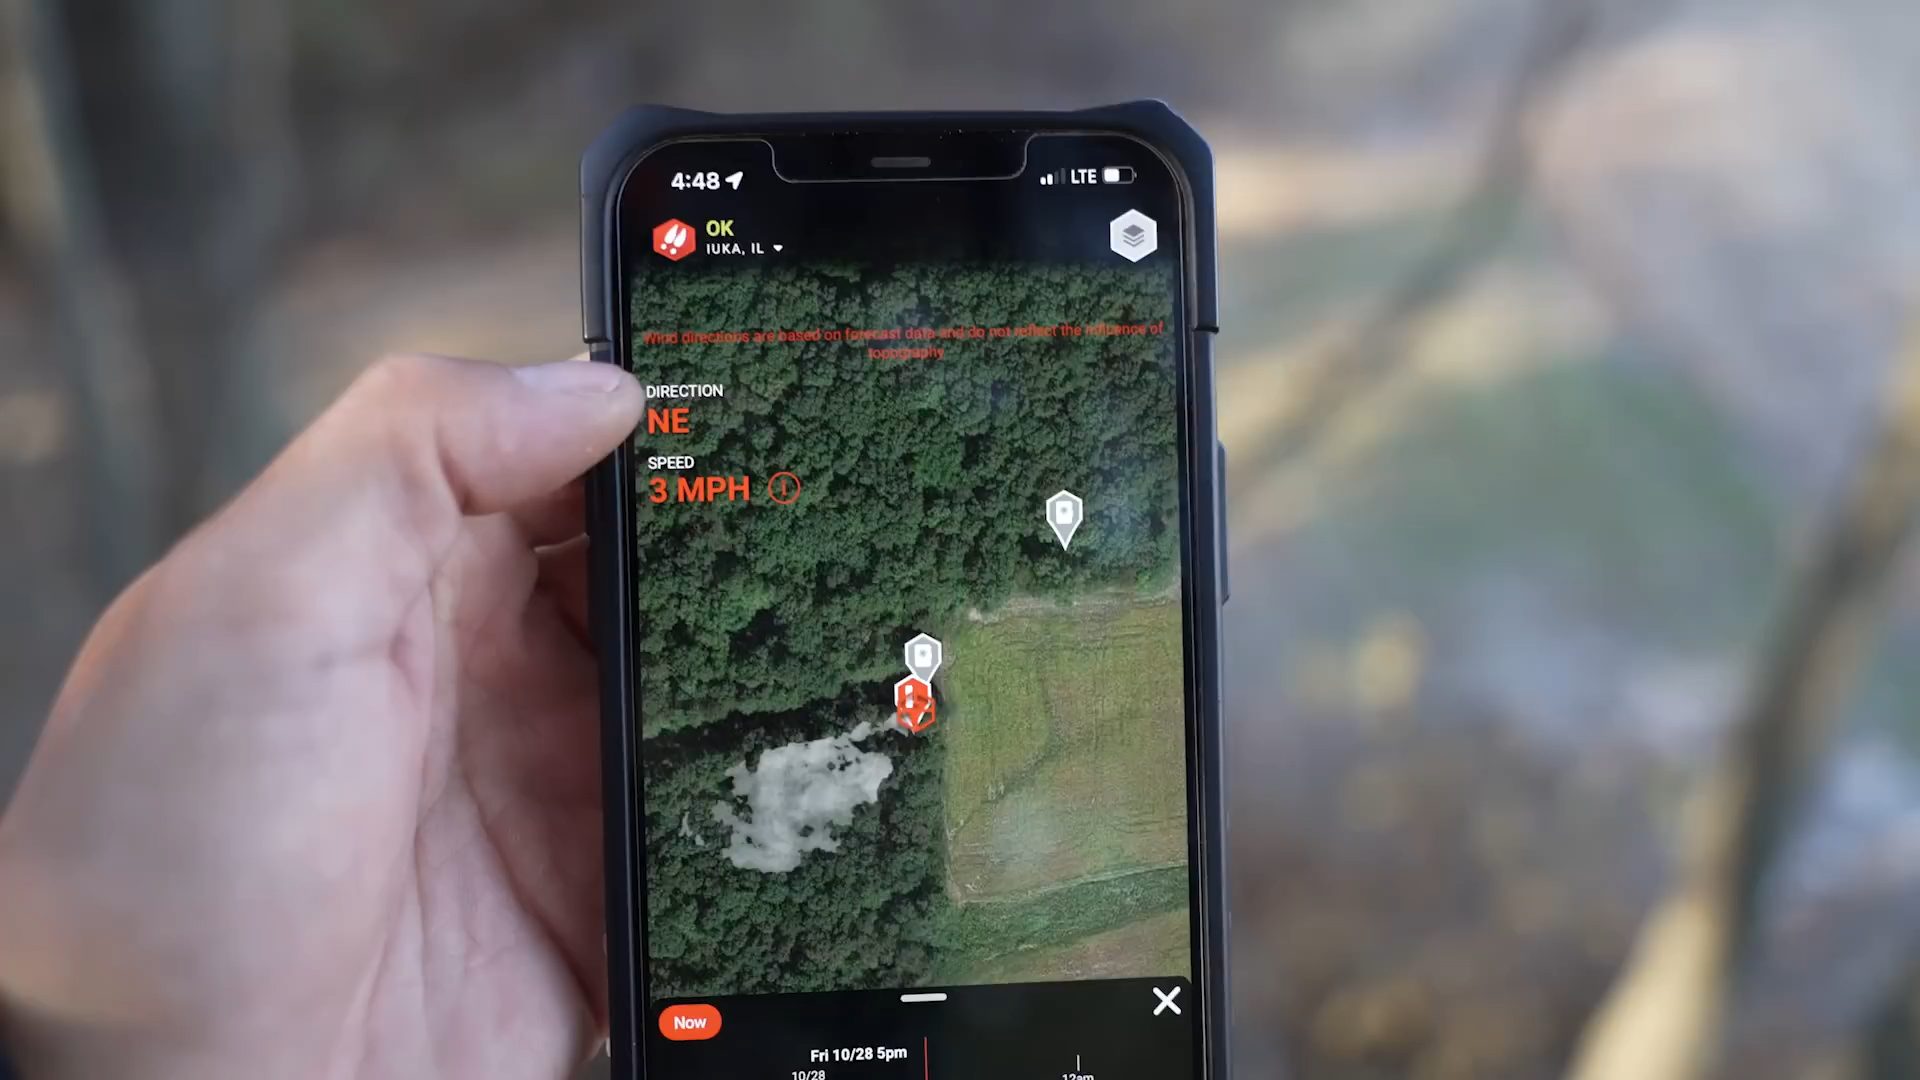 4:48
LTE
OK
IUKA, IL
Wind directions are based on forecast data and do not reflect the influence of
topography
DIRECTION
NE
SPEED
3 MPH
Now
Fri 10/28 5pm
10/28
12am